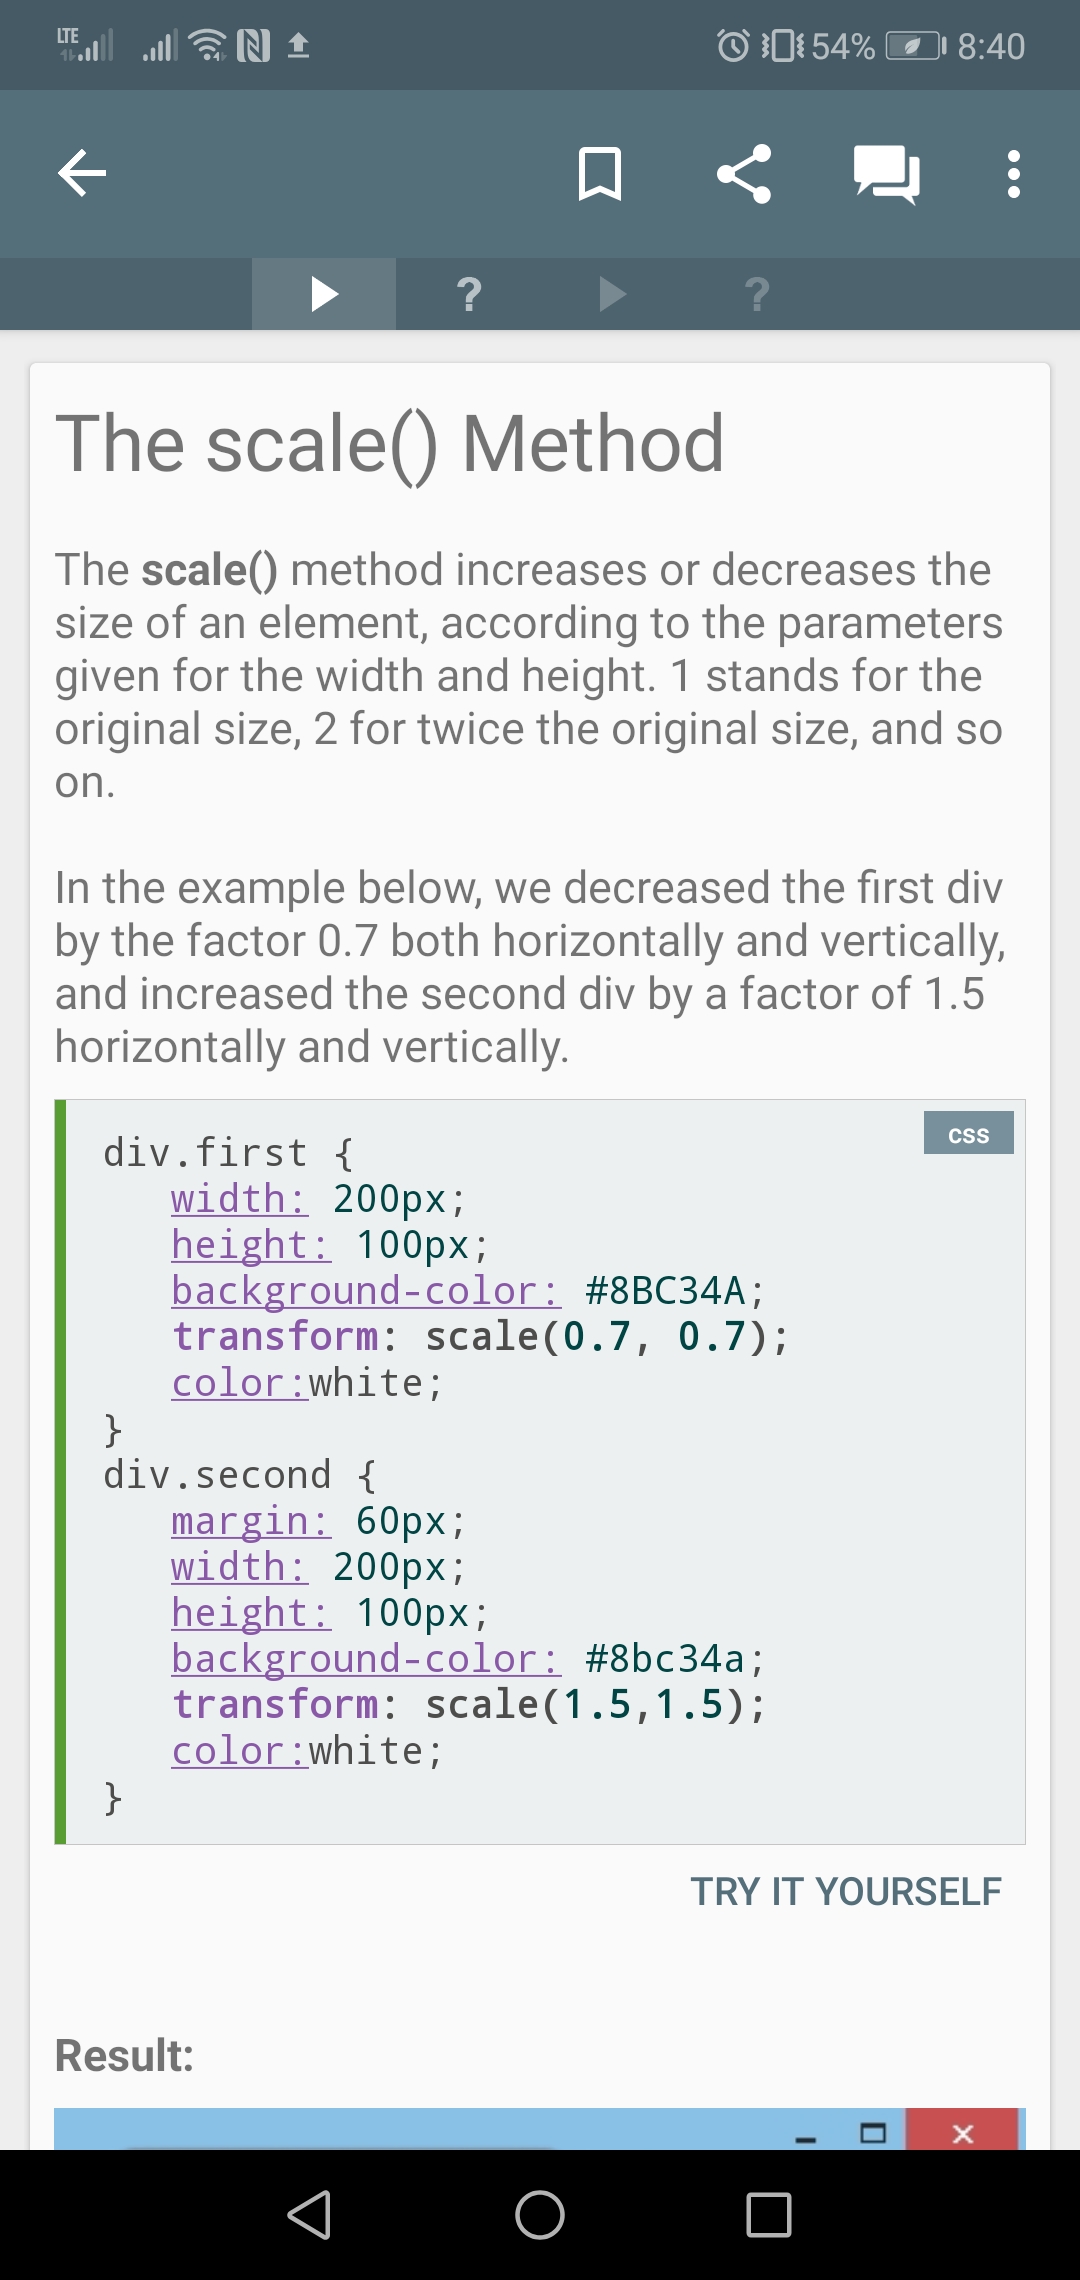 LTE 54% 8:40
? ?
The scale() Method
The scale() method increases or decreases the
size of an element, according to the parameters
given for the width and height. 1 stands for the
original size, 2 for twice the original size, and so
on.
In the example below, we decreased the first div
by the factor 0.7 both horizontally and vertically,
and increased the second div by a factor of 1.5
horizontally and vertically.
css
div.first {
width: 200px;
height: 100px;
background-color: #8BC34A;
transform: scale(0.7, 0.7);
color:white;
}
div.second {
margin: 60px;
width: 200px;
height: 100px;
background-color: #8bc34a;
transform: scale(1.5,1.5);
color:white;
}
TRY IT YOURSELF
Result: